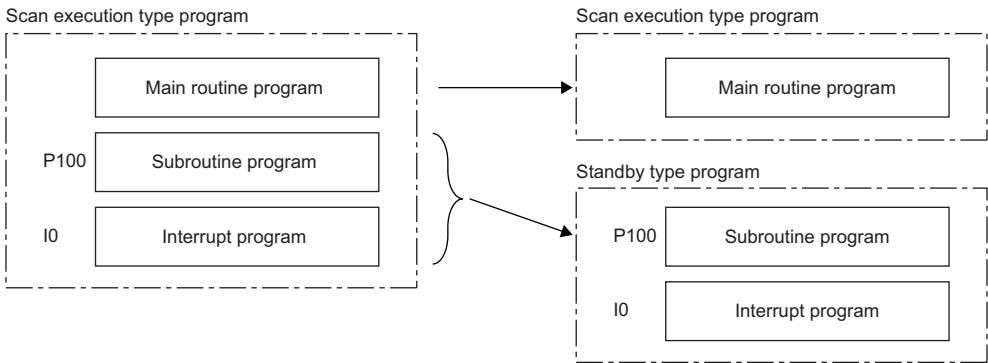 Scan execution type program
Main routine program
P100 Subroutine program
I0 Interrupt program
Scan execution type program
Main routine program
Standby type program
P100 Subroutine program
I0 Interrupt program